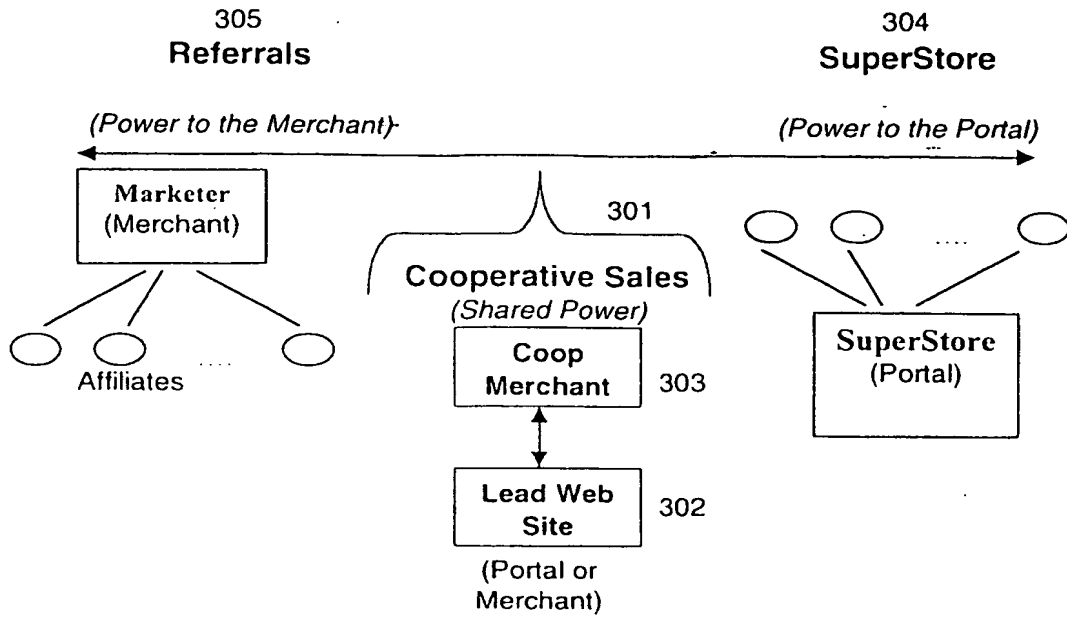 305
Referrals
304
SuperStore
(Power to the Merchant)
(Power to the Portal)
Marketer
(Merchant)
301
....
Cooperative Sales
(Shared Power)
....
Affiliates
Coop
Merchant
303
SuperStore
(Portal)
Lead Web
Site
302
(Portal or
Merchant)